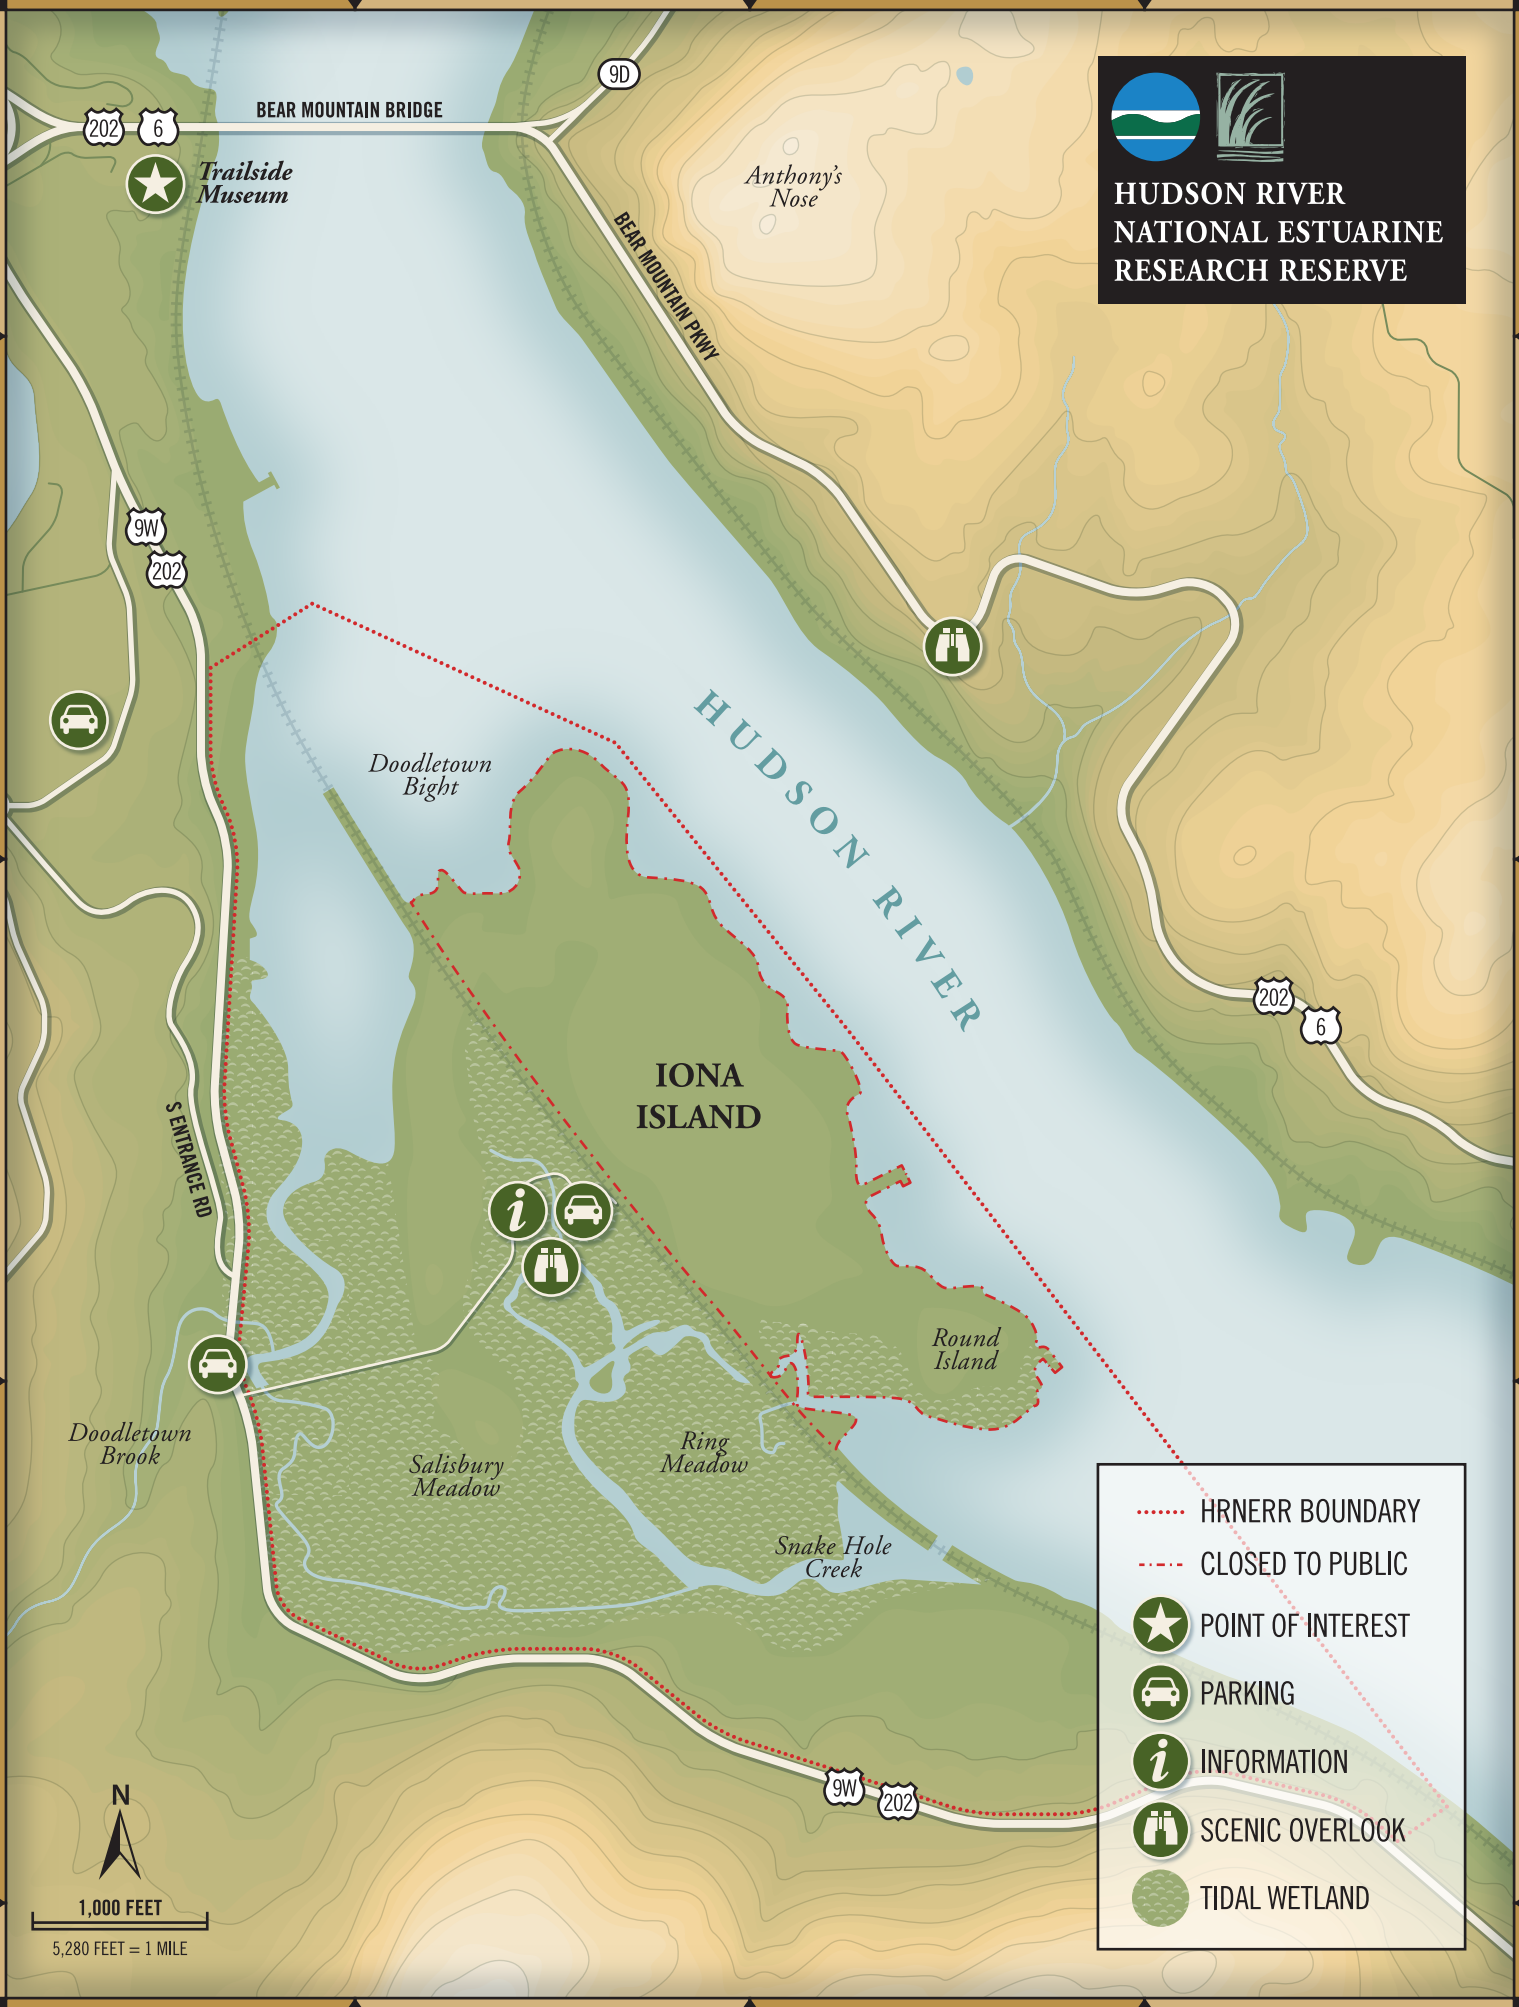 9D
BEAR MOUNTAIN BRIDGE
202
6
Trailside
Museum
Anthony's
Nose
HUDSON RIVER
NATIONAL ESTUARINE
RESEARCH RESERVE
BEAR MOUNTAIN PKWY
9W
202
HUDSON RIVER
Doodletown
Bight
202
6
IONA
ISLAND
S ENTRANCE RD
i
Round
Island
Doodletown
Brook
Salisbury
Meadow
Ring
Meadow
Snake Hole
Creek
9W
202
HRNERR BOUNDARY
CLOSED TO PUBLIC
POINT OF INTEREST
PARKING
i INFORMATION
SCENIC OVERLOOK
TIDAL WETLAND
N
1,000 FEET
5,280 FEET = 1 MILE